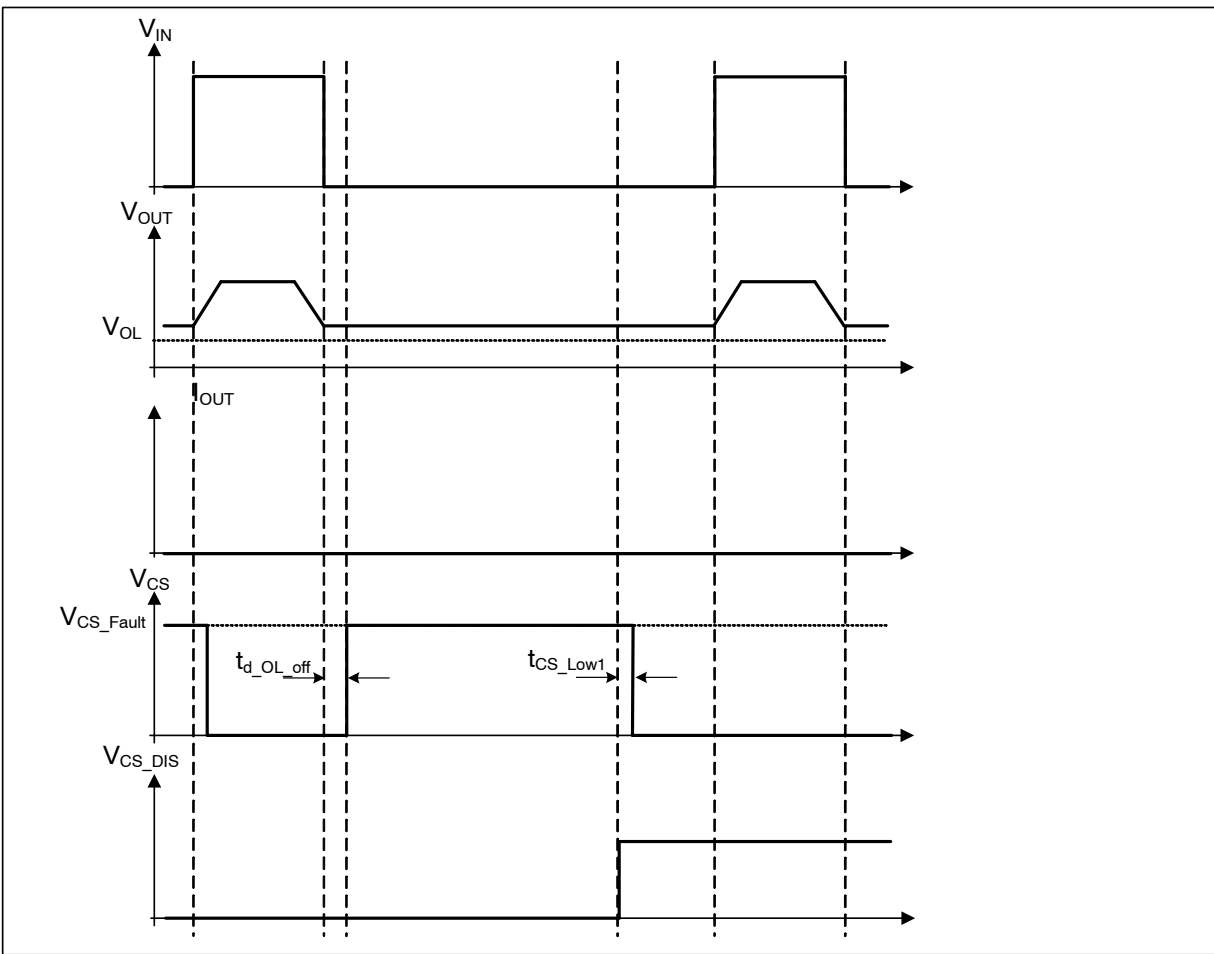 V_IN
V_OUT
V_OL
I_OUT
V_CS
V_CS_Fault
t_d_OL_off
t_CS_Low1
V_CS_DIS